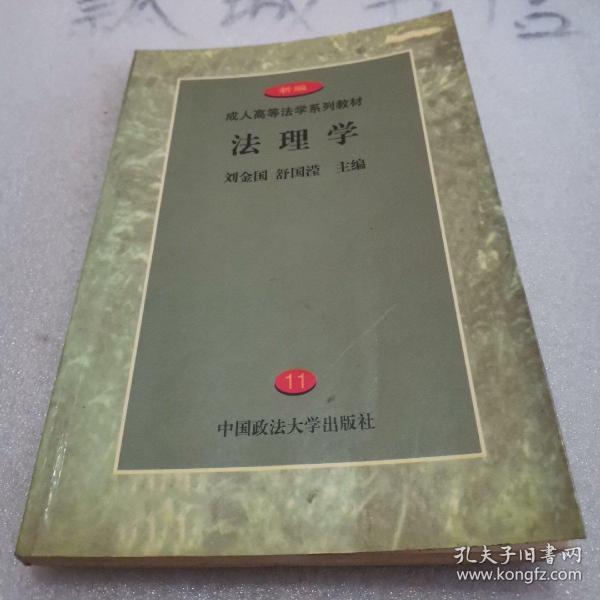 新编
成人高等法学系列教材
法理学
刘金国 舒国滢 主编
11
中国政法大学出版社
孔夫子旧书网
www.kongfz.com